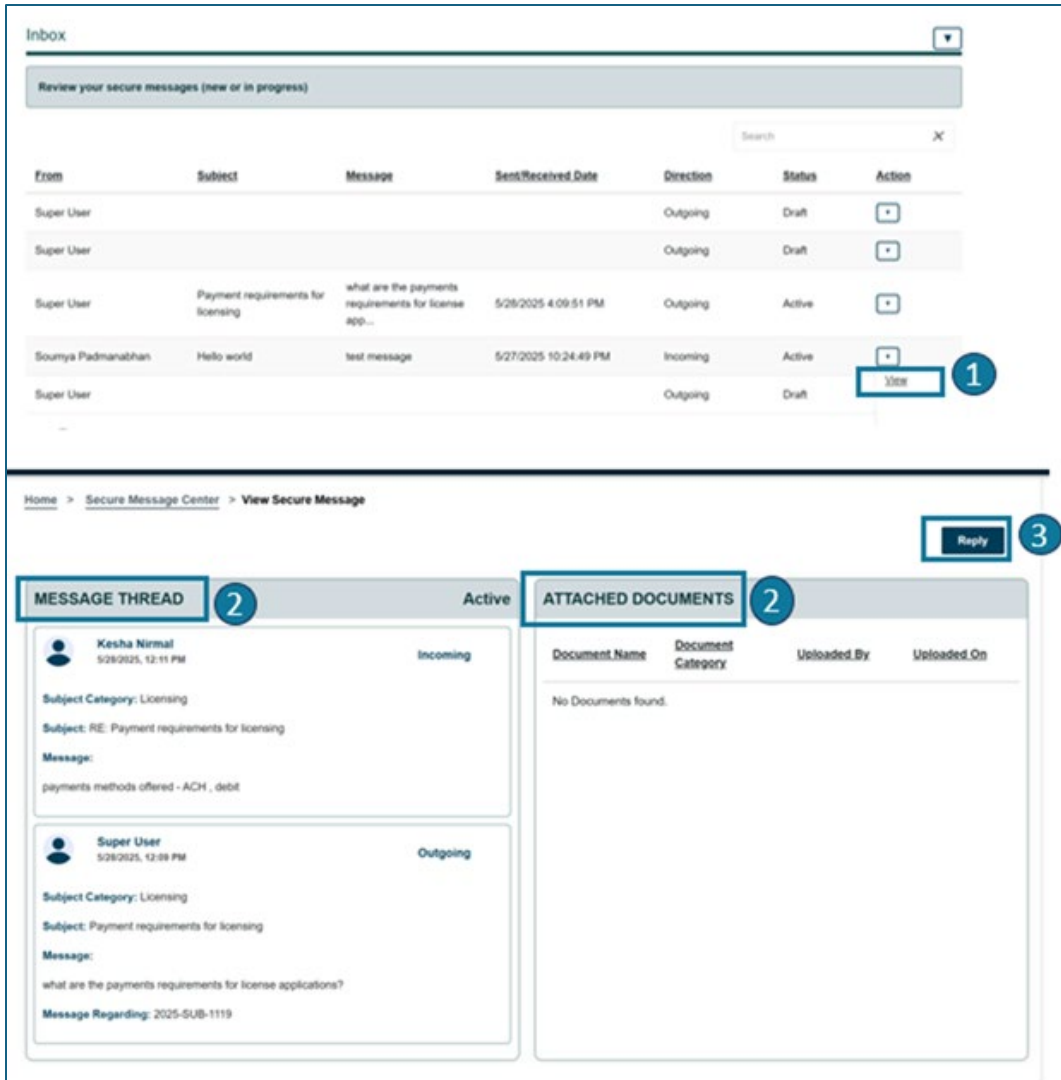 Inbox
Review your secure messages (new or in progress)
Search
From Subject Message Sent/Received Date Direction Status Action
Super User Outgoing Draft
Super User Outgoing Draft
Super User Payment requirements for licensing what are the payments requirements for license app... 5/28/2025 4:09:51 PM Outgoing Active
Soumya Padmanabhan Hello world test message 5/27/2025 10:24:49 PM Incoming Active
View 1
Super User Outgoing Draft
Home > Secure Message Center > View Secure Message
Reply 3
MESSAGE THREAD 2 Active
Kesha Nirmal
5/28/2025, 12:11 PM
Incoming
Subject Category: Licensing
Subject: RE: Payment requirements for licensing
Message:
payments methods offered - ACH , debit
Super User
5/28/2025, 12:09 PM
Outgoing
Subject Category: Licensing
Subject: Payment requirements for licensing
Message:
what are the payments requirements for license applications?
Message Regarding: 2025-SUB-1119
ATTACHED DOCUMENTS 2
Document Name Document Category Uploaded By Uploaded On
No Documents found.